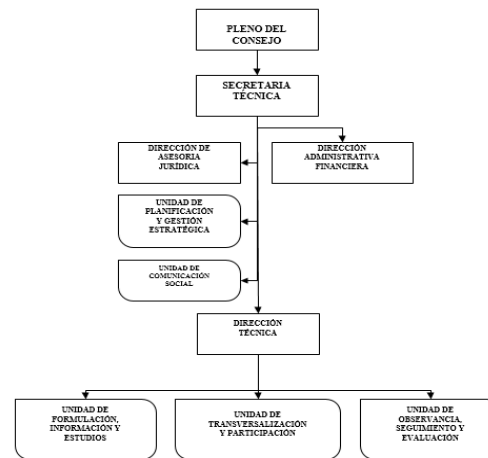 PLENO DEL
CONSEJO
SECRETARIA
TÉCNICA
DIRECCIÓN DE
ASESORIA
JURÍDICA
DIRECCIÓN
ADMINISTRATIVA
FINANCIERA
UNIDAD DE
PLANIFICACIÓN
Y GESTIÓN
ESTRATÉGICA
UNIDAD DE
COMUNICACIÓN
SOCIAL
DIRECCIÓN
TÉCNICA
UNIDAD DE
FORMULACIÓN,
INFORMACIÓN Y
ESTUDIOS
UNIDAD DE
TRANSVERSALIZACIÓN
Y PARTICIPACIÓN
UNIDAD DE
OBSERVANCIA,
SEGUIMIENTO Y
EVALUACIÓN